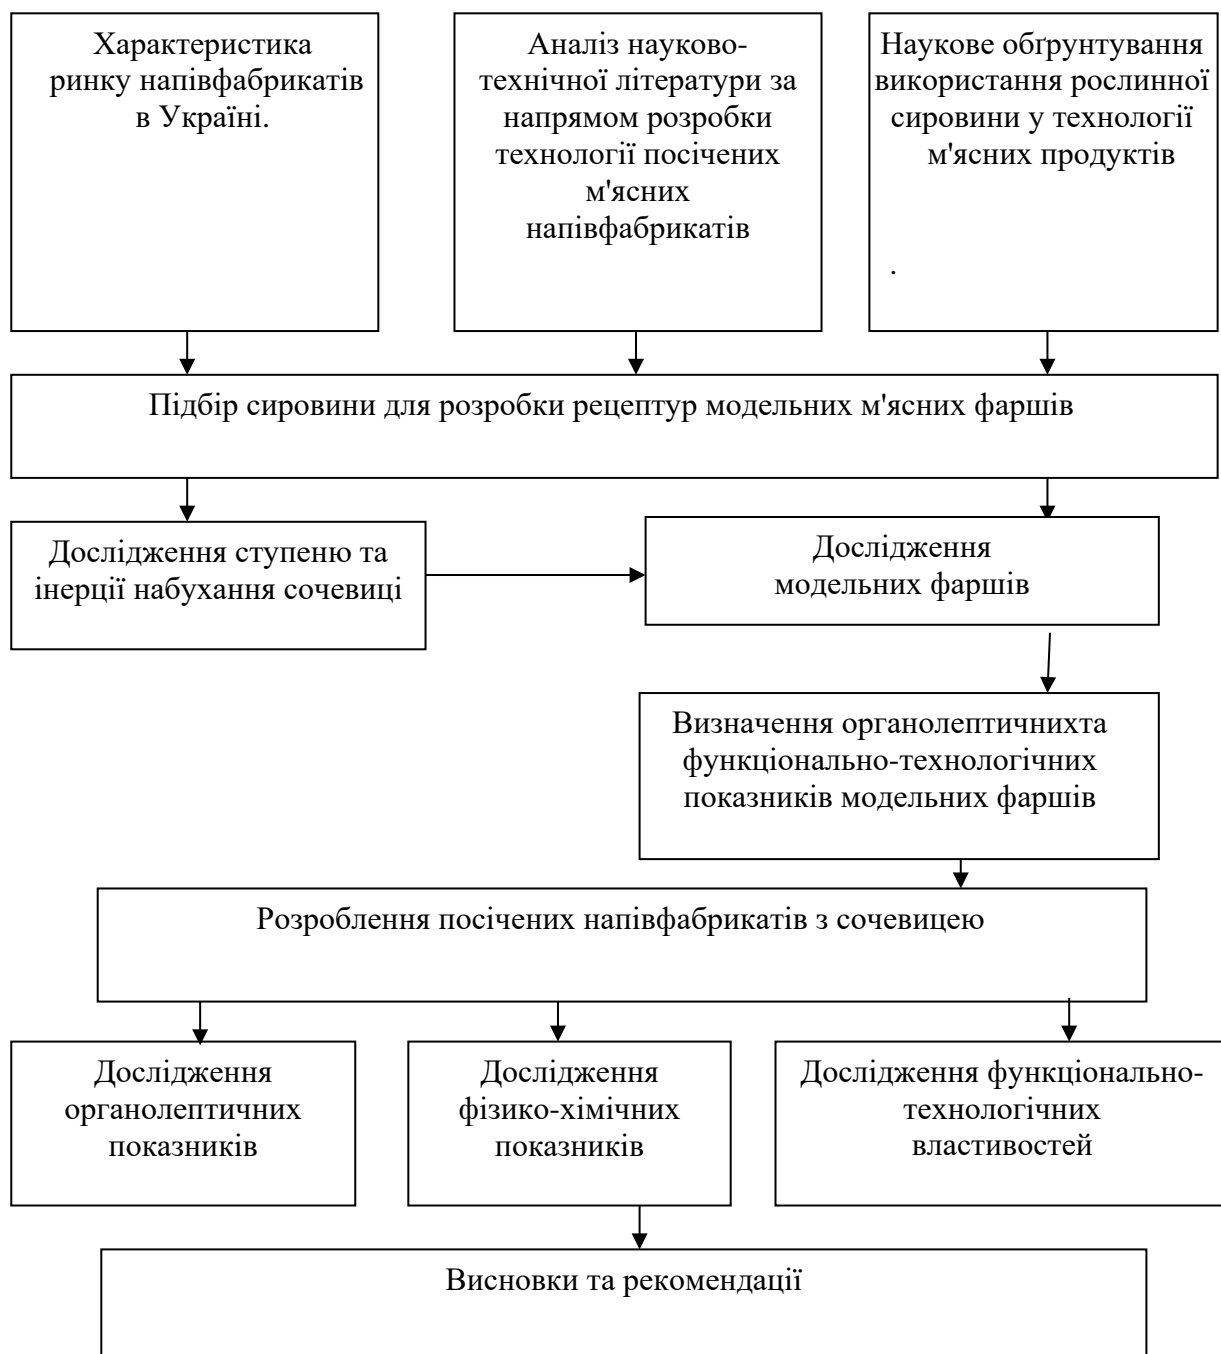 Характеристика
ринку напівфабрикатів
в Україні.
Аналіз науково-
технічної літератури за
напрямом розробки
технології посічених
м'ясних
напівфабрикатів
Наукове обґрунтування
використання рослинної
сировини у технології
м'ясних продуктів
.
Підбір сировини для розробки рецептур модельних м'ясних фаршів
Дослідження ступеню та
інерції набухання сочевиці
Дослідження
модельних фаршів
Визначення органолептичнихта
функціонально-технологічних
показників модельних фаршів
Розроблення посічених напівфабрикатів з сочевицею
Дослідження
органолептичних
показників
Дослідження
фізико-хімічних
показників
Дослідження функціонально-
технологічних
властивостей
Висновки та рекомендації